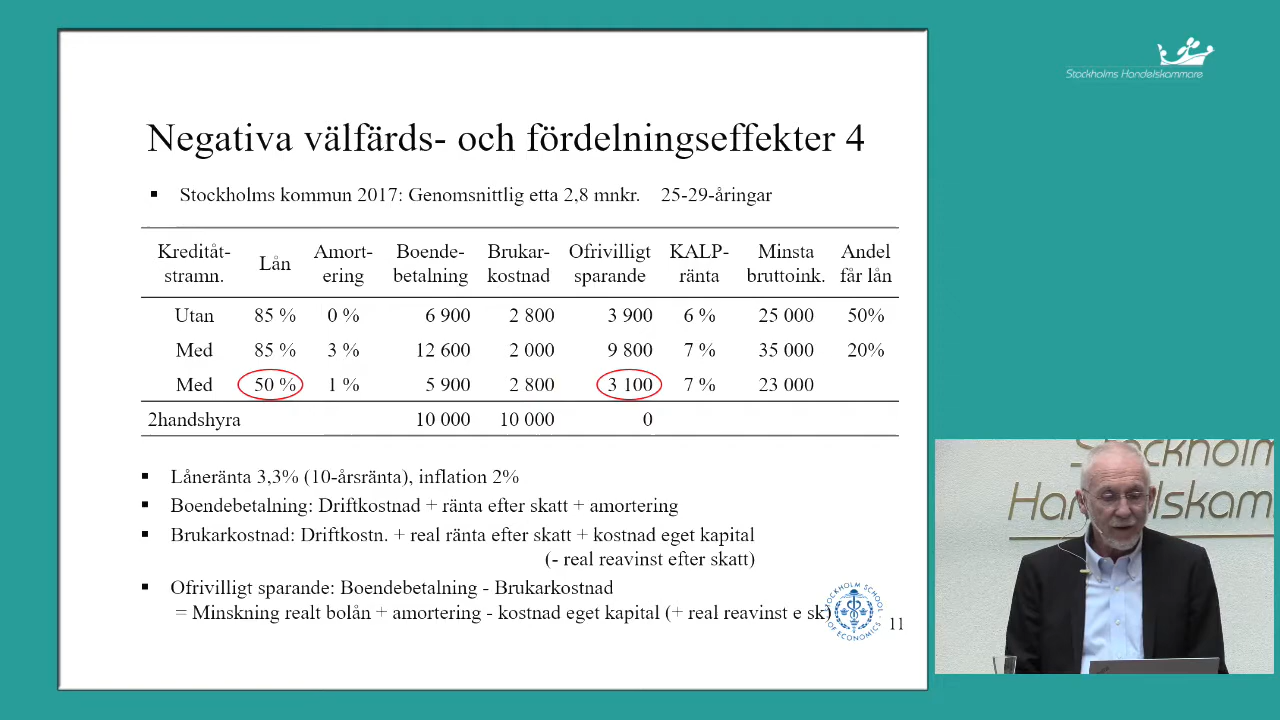 Stockholms Handelskammare
Negativa välfärds- och fördelningseffekter 4
▪ Stockholms kommun 2017: Genomsnittlig etta 2,8 mnkr. 25-29-åringar
Kreditåt-stramn. Lån Amort-ering Boende-betalning Brukar-kostnad Ofrivilligt sparande KALP-ränta Minsta bruttoink. Andel får lån
Utan 85 % 0 % 6 900 2 800 3 900 6 % 25 000 50%
Med 85 % 3 % 12 600 2 000 9 800 7 % 35 000 20%
Med 50 % 1 % 5 900 2 800 3 100 7 % 23 000
2handshyra 10 000 10 000 0
▪ Låneränta 3,3% (10-årsränta), inflation 2%
▪ Boendebetalning: Driftkostnad + ränta efter skatt + amortering
▪ Brukarkostnad: Driftkostn. + real ränta efter skatt + kostnad eget kapital
(- real reavinst efter skatt)
▪ Ofrivilligt sparande: Boendebetalning - Brukarkostnad
= Minskning realt bolån + amortering - kostnad eget kapital (+ real reavinst e sk)
STOCKHOLM SCHOOL OF ECONOMICS
11
Stockholm
Handelskam